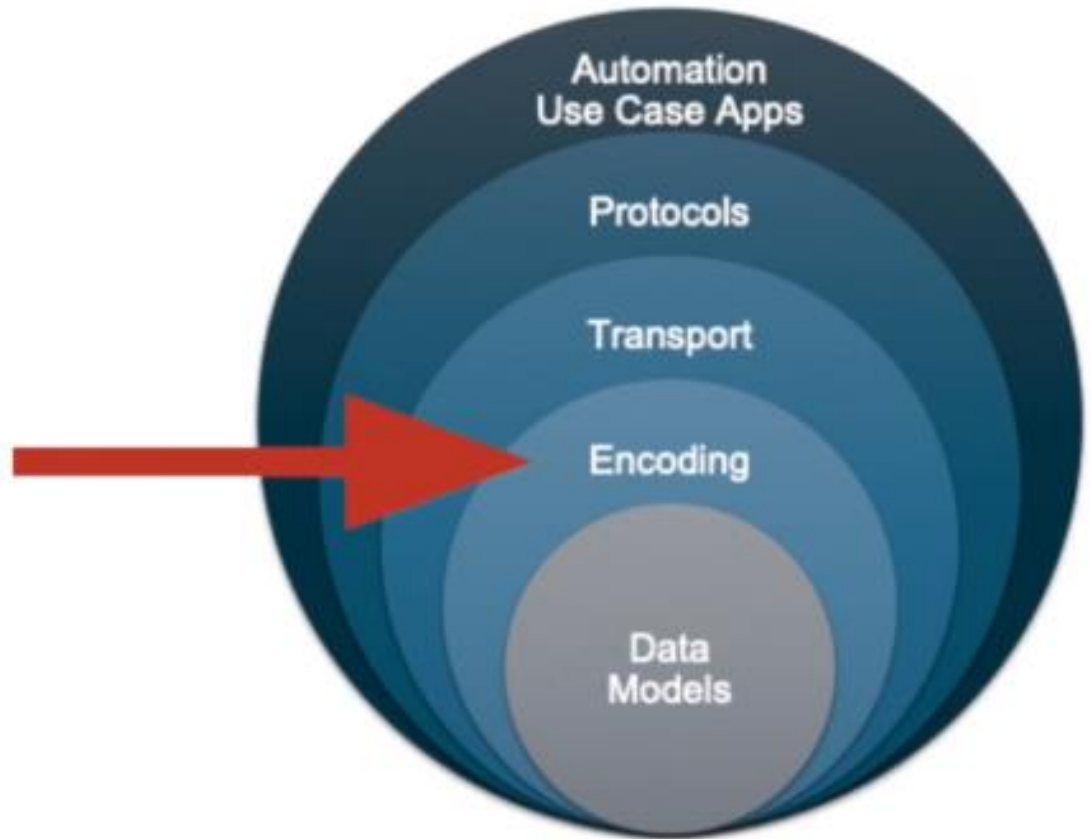 Automation
Use Case Apps
Protocols
Transport
Encoding
Data
Models